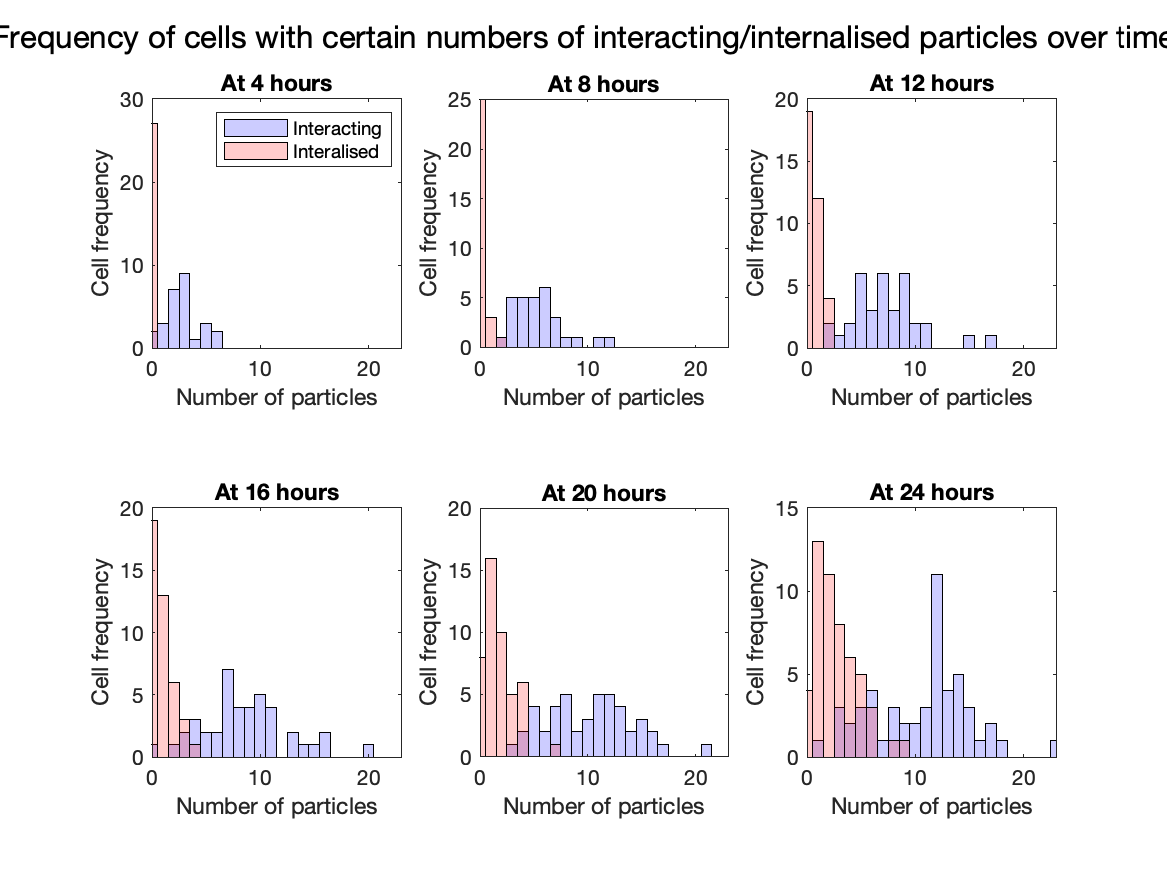 Frequency of cells with certain numbers of interacting/internalised particles over time
At 4 hours
At 8 hours
At 12 hours
30
20
10
0
Cell frequency
Interacting
Interalised
0 10 20
Number of particles
25
20
15
10
5
0
Cell frequency
0 10 20
Number of particles
20
15
10
5
0
Cell frequency
0 10 20
Number of particles
At 16 hours
At 20 hours
At 24 hours
20
15
10
5
0
Cell frequency
0 10 20
Number of particles
20
15
10
5
0
Cell frequency
0 10 20
Number of particles
15
10
5
0
Cell frequency
0 10 20
Number of particles